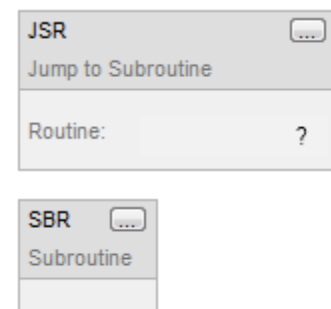 JSR ...
Jump to Subroutine
Routine: ?
SBR ...
Subroutine